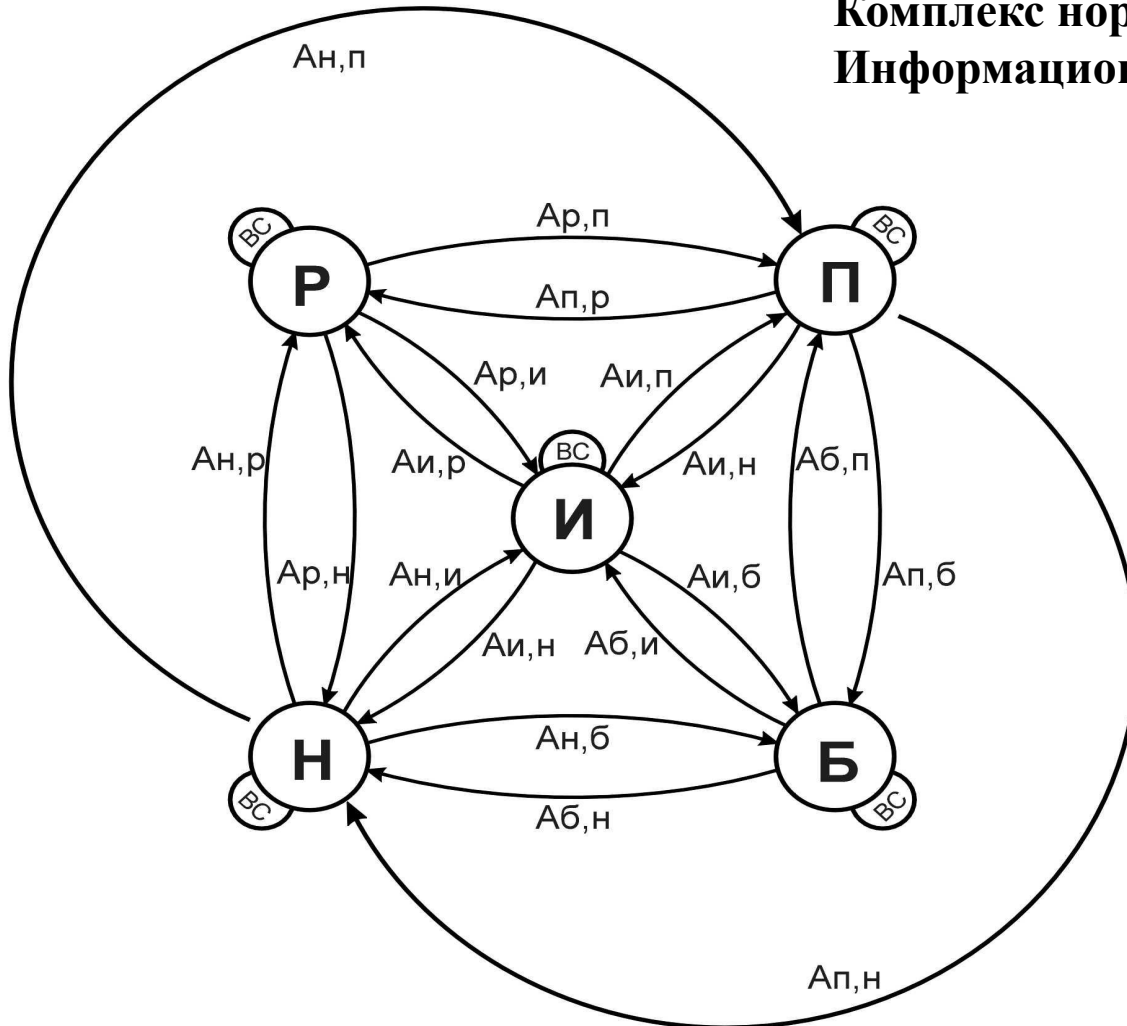 Комплекс нор
Информацион
Ан,п
ВС
Р
Ар,п
ВС
П
Ап,р
Ар,и
Аи,п
Ан,р
Аи,р
ВС
Аи,н
Аб,п
И
Ар,н
Ан,и
Аи,б
Ап,б
Аи,н
Аб,и
Н
Ан,б
Б
ВС
Аб,н
ВС
Ап,н